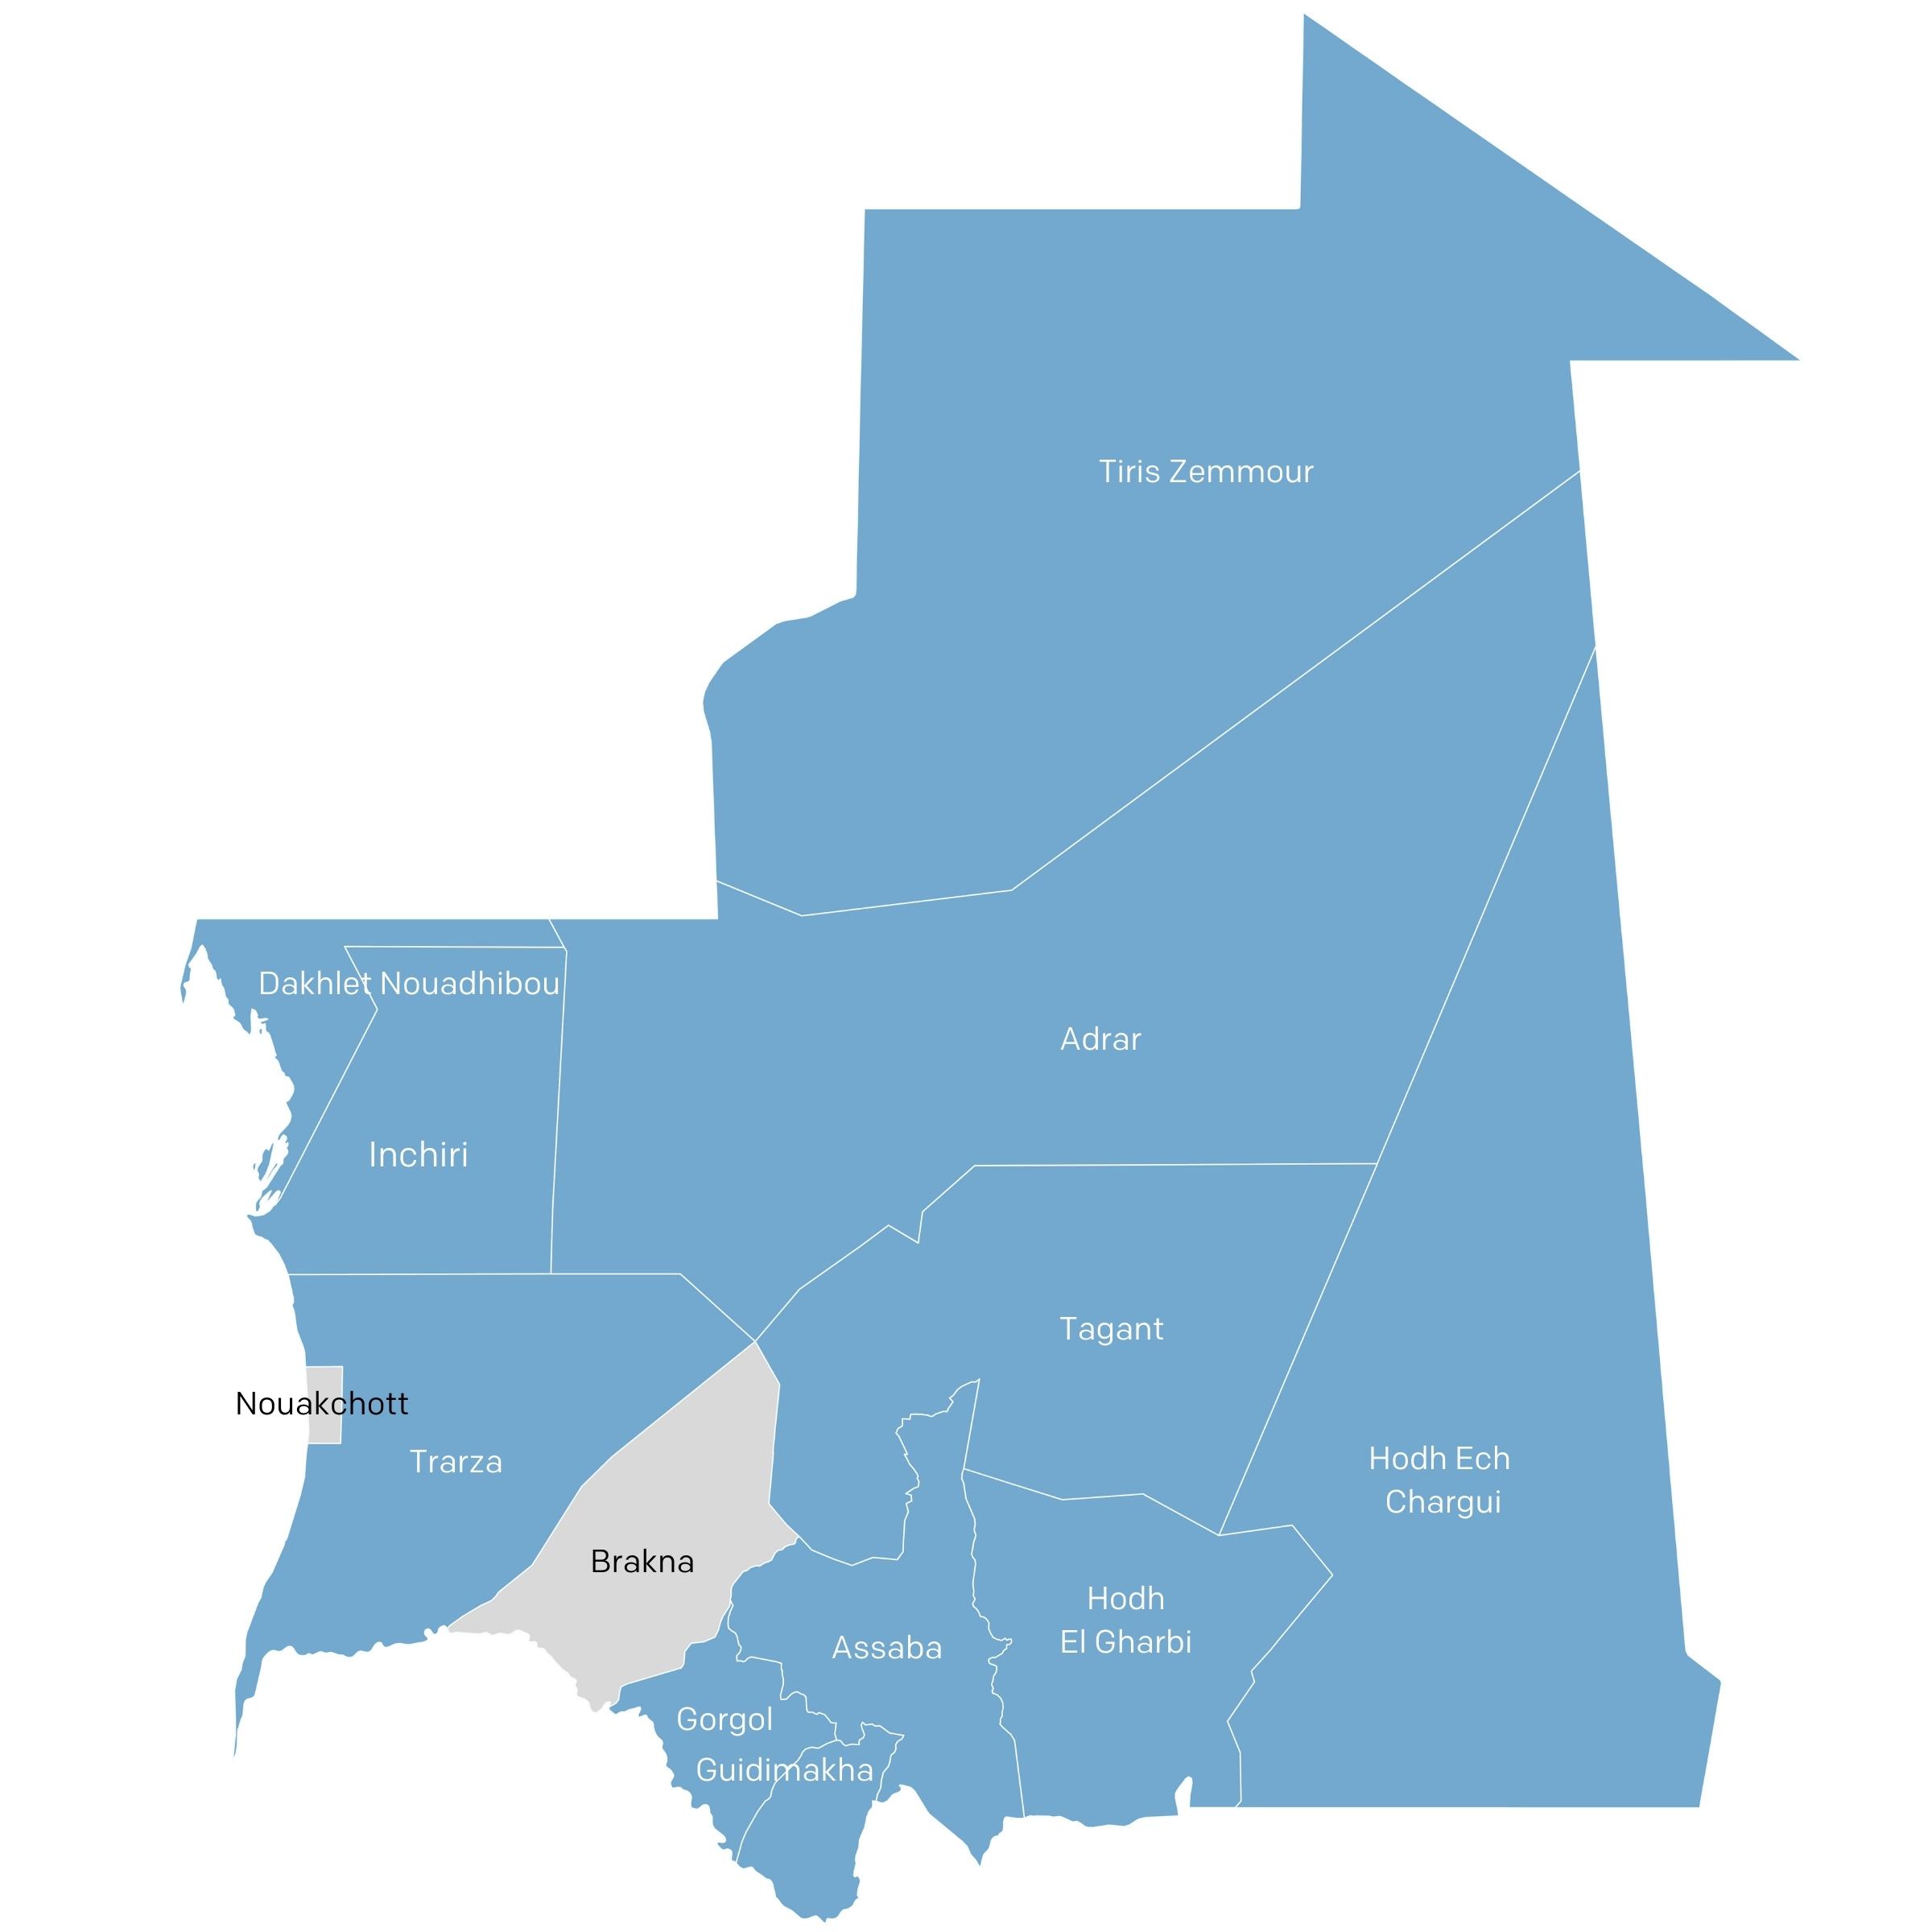 Tiris Zemmour
Dakhlet Nouadhibou
Adrar
Inchiri
Tagant
Nouakchott
Trarza
Hodh Ech
Chargui
Brakna
Hodh
El Gharbi
Assaba
Gorgol
Guidimakha